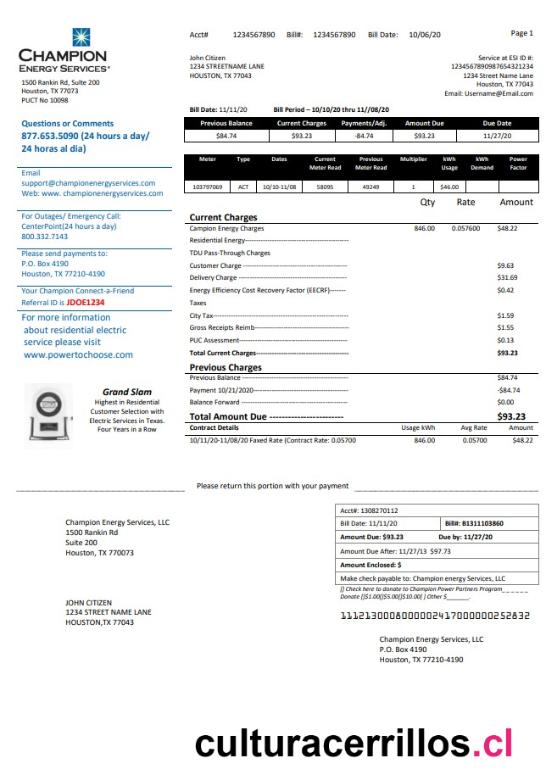 Acct# 1234567890 Bill#: 1234567890 Bill Date: 10/06/20 Page 1
CHAMPION
ENERGY SERVICES
1500 Rankin Rd, Suite 200
Houston, TX 77073
PUCT No 10098
John Citizen
1234 STREETNAME LANE
HOUSTON, TX 77043
Service at ESI ID #:
1234567890987654321234
1234 Street Name Lane
Houston, TX 77043
Email: Username@Email.com
Bill Date: 11/11/20 Bill Period – 10/10/20 thru 11//08/20
Previous Balance Current Charges Payments/Adj. Amount Due Due Date
$84.74 $93.23 -84.74 $93.23 11/27/20
Meter Type Datas Current Meter Read Previous Meter Read Multiplier kWh Usage kWh Demand Power Factor
103797069 ACT 10/10-11/08 58095 49249 1 $46.00
Questions or Comments
877.653.5090 (24 hours a day/
24 horas al dia)
Email
support@championenergyservices.com
Web: www. championenergyservices.com
For Outages/ Emergency Call:
CenterPoint(24 hours a day)
800.332.7143
Please send payments to:
P.O. Box 4190
Houston, TX 77210-4190
Your Champion Connect-a-Friend
Referral ID is JDOE1234
For more information
about residential electric
service please visit
www.powertochoose.com
Grand Slam
Highest in Residential
Customer Selection with
Electric Services in Texas.
Four Years in a Row
Qty Rate Amount
Current Charges
Campion Energy Charges 846.00 0.057600 $48.22
Residential Energy
TDU Pass-Through Charges
Customer Charge $9.63
Delivery Charge $31.69
Energy Efficiency Cost Recovery Factor (EECRF) $0.42
Taxes
City Tax $1.59
Gross Receipts Reimb $1.55
PUC Assessment $0.13
Total Current Charges $93.23
Previous Charges
Previous Balance $84.74
Payment 10/21/2020 -$84.74
Balance Forward $0.00
Total Amount Due $93.23
Contract Details Usage kWh Avg Rate Amount
10/11/20-11/08/20 Faxed Rate (Contract Rate: 0.05700 846.00 0.05700 $48.22
Please return this portion with your payment
Champion Energy Services, LLC
1500 Rankin Rd
Suite 200
Houston, TX 770073
JOHN CITIZEN
1234 STREET NAME LANE
HOUSTON,TX 77043
Acct#: 1308270112
Bill Date: 11/11/20 Bill#: B1311103860
Amount Due: $93.23 Due by: 11/27/20
Amount Due After: 11/27/13 $97.73
Amount Enclosed: $
Make check payable to: Champion energy Services, LLC
[] Check here to donate to Champion Power Partners Program______
Donate []$1.00[]$5.00[]$10.00[ ] Other $______.
11121300080000024170000002528​32
Champion Energy Services, LLC
P.O. Box 4190
Houston, TX 77210-4190
culturacerrillos.cl